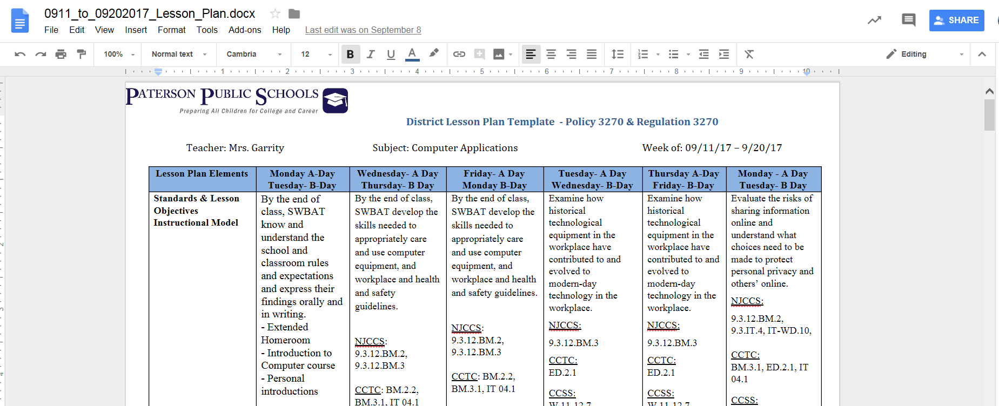 0911_to_09202017_Lesson_Plan.docx
File Edit View Insert Format Tools Add-ons Help Last edit was on September 8
SHARE
100% Normal text Cambria 12 B I U A Editing
1 2 3 4 5 6 7 8 9 10
PATERSON PUBLIC SCHOOLS
Preparing All Children for College and Career
District Lesson Plan Template - Policy 3270 & Regulation 3270
Teacher: Mrs. Garrity Subject: Computer Applications Week of: 09/11/17 – 9/20/17
Lesson Plan Elements
Monday A-Day
Tuesday- B-Day
Wednesday- A Day
Thursday- B Day
Friday- A Day
Monday B-Day
Tuesday- A Day
Wednesday- B-Day
Thursday A-Day
Friday- B-Day
Monday - A Day
Tuesday- B Day
Standards & Lesson
Objectives
Instructional Model
By the end of
class, SWBAT
know and
understand the
school and
classroom rules
and expectations
and express their
findings orally and
in writing.
- Extended
Homeroom
- Introduction to
Computer course
- Personal
introductions
By the end of class,
SWBAT develop the
skills needed to
appropriately care
and use computer
equipment, and
workplace and health
and safety
guidelines.
NJCCS:
9.3.12.BM.2,
9.3.12.BM.3
CCTC: BM.2.2,
BM.3.1, IT 04.1
By the end of class,
SWBAT develop the
skills needed to
appropriately care
and use computer
equipment, and
workplace and health
and safety guidelines.
NJCCS:
9.3.12.BM.2,
9.3.12.BM.3
CCTC: BM.2.2,
BM.3.1, IT 04.1
Examine how
historical
technological
equipment in the
workplace have
contributed to and
evolved to
modern-day
technology in the
workplace.
NJCCS:
9.3.12.BM.3
CCTC:
ED.2.1
CCSS:
W.11-12.7
Examine how
historical
technological
equipment in the
workplace have
contributed to and
evolved to
modern-day
technology in the
workplace.
NJCCS:
9.3.12.BM.3
CCTC:
ED.2.1
CCSS:
W.11-12.7
Evaluate the risks of
sharing information
online and
understand what
choices need to be
made to protect
personal privacy and
others’ online.
NJCCS:
9.3.12.BM.2,
9.3.IT.4, IT-WD.10,
CCTC:
BM.3.1, ED.2.1, IT
04.1
CCSS: